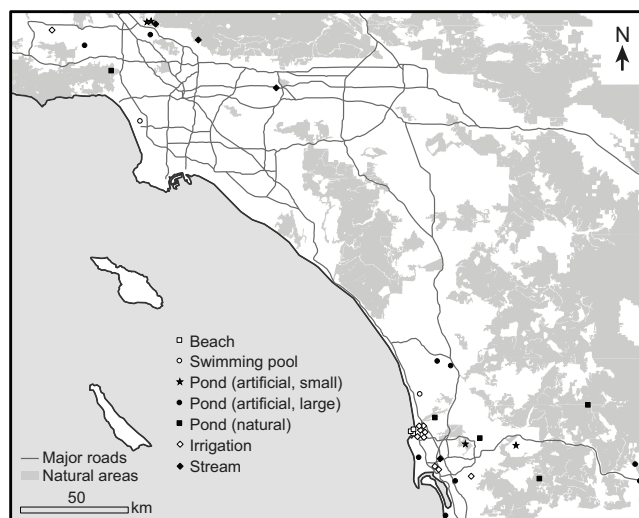 N
Beach
Swimming pool
Pond (artificial, small)
Pond (artificial, large)
Pond (natural)
Irrigation
Stream
Major roads
Natural areas
50
km